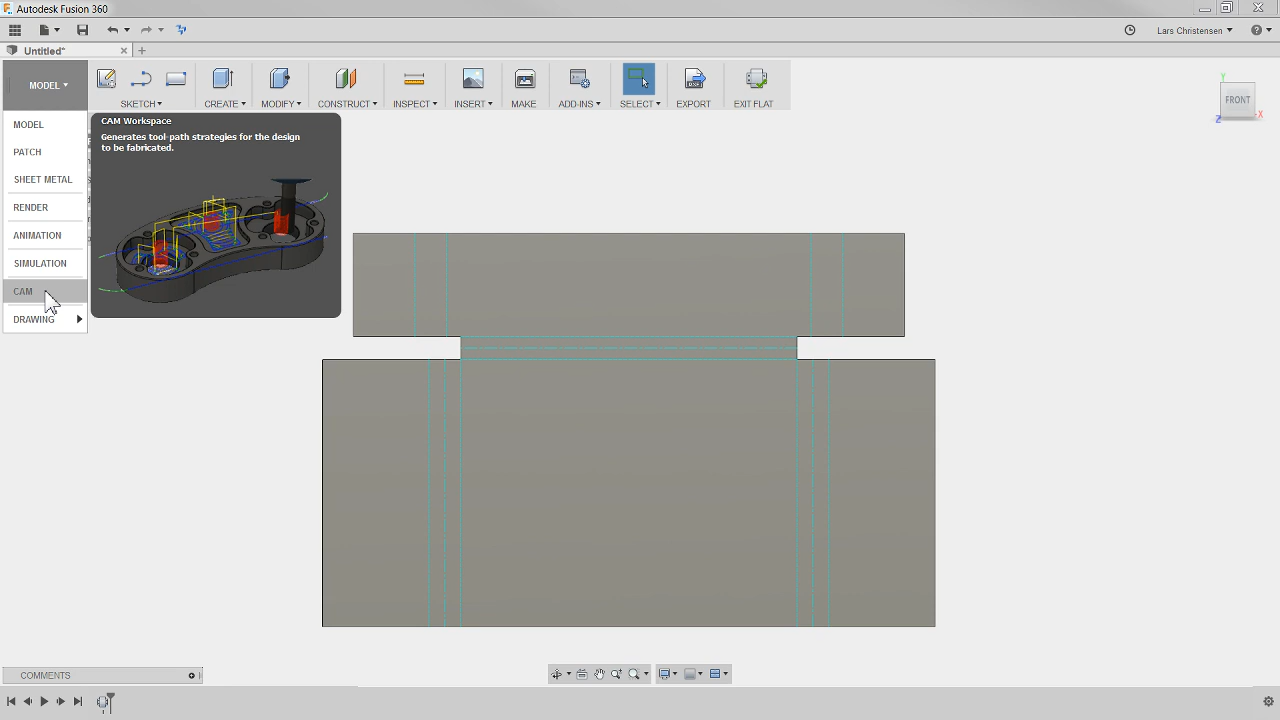 Autodesk Fusion 360
Lars Christensen
Untitled*
MODEL
SKETCH
CREATE
MODIFY
CONSTRUCT
INSPECT
INSERT
MAKE
ADD-INS
SELECT
EXPORT
EXIT FLAT
MODEL
PATCH
SHEET METAL
RENDER
ANIMATION
SIMULATION
CAM
DRAWING
CAM Workspace
Generates tool-path strategies for the design
to be fabricated.
Y
FRONT
Z
X
COMMENTS